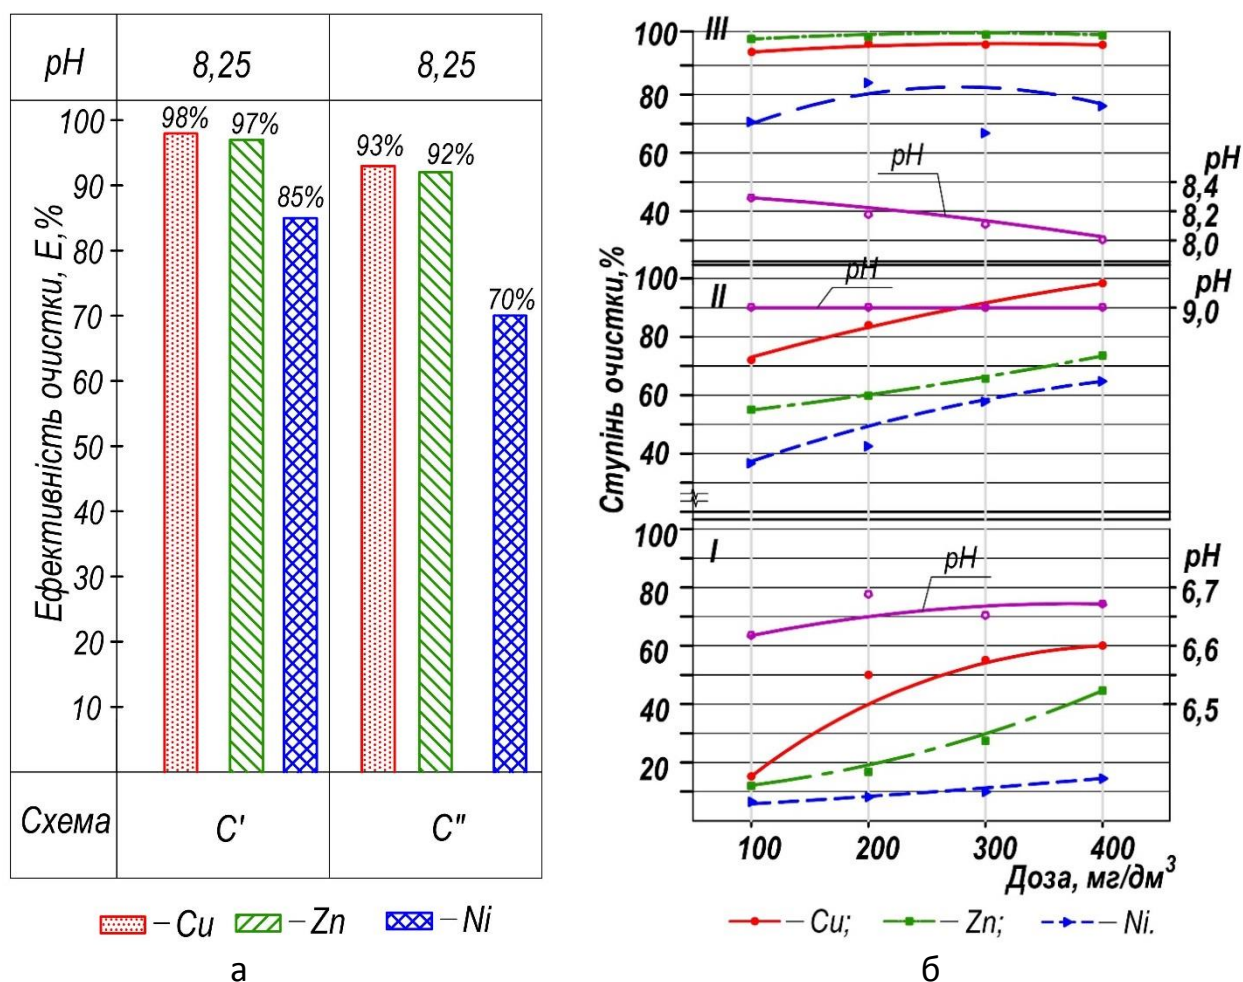 pH 8,25 8,25
Ефективність очистки, Е,%
100
90
80
70
60
50
40
30
20
10
98% 97% 85%
93% 92% 70%
Схема С' С"
– Cu – Zn – Ni
а
Ступінь очистки,%
III
100
80
60
40
pH
pH
8,4
8,2
8,0
II
100
80
60
40
pH
pH
9,0
I
100
80
60
40
20
pH
pH
6,7
6,6
6,5
100 200 300 400
Доза, мг/дм³
– Cu; – Zn; – Ni.
б